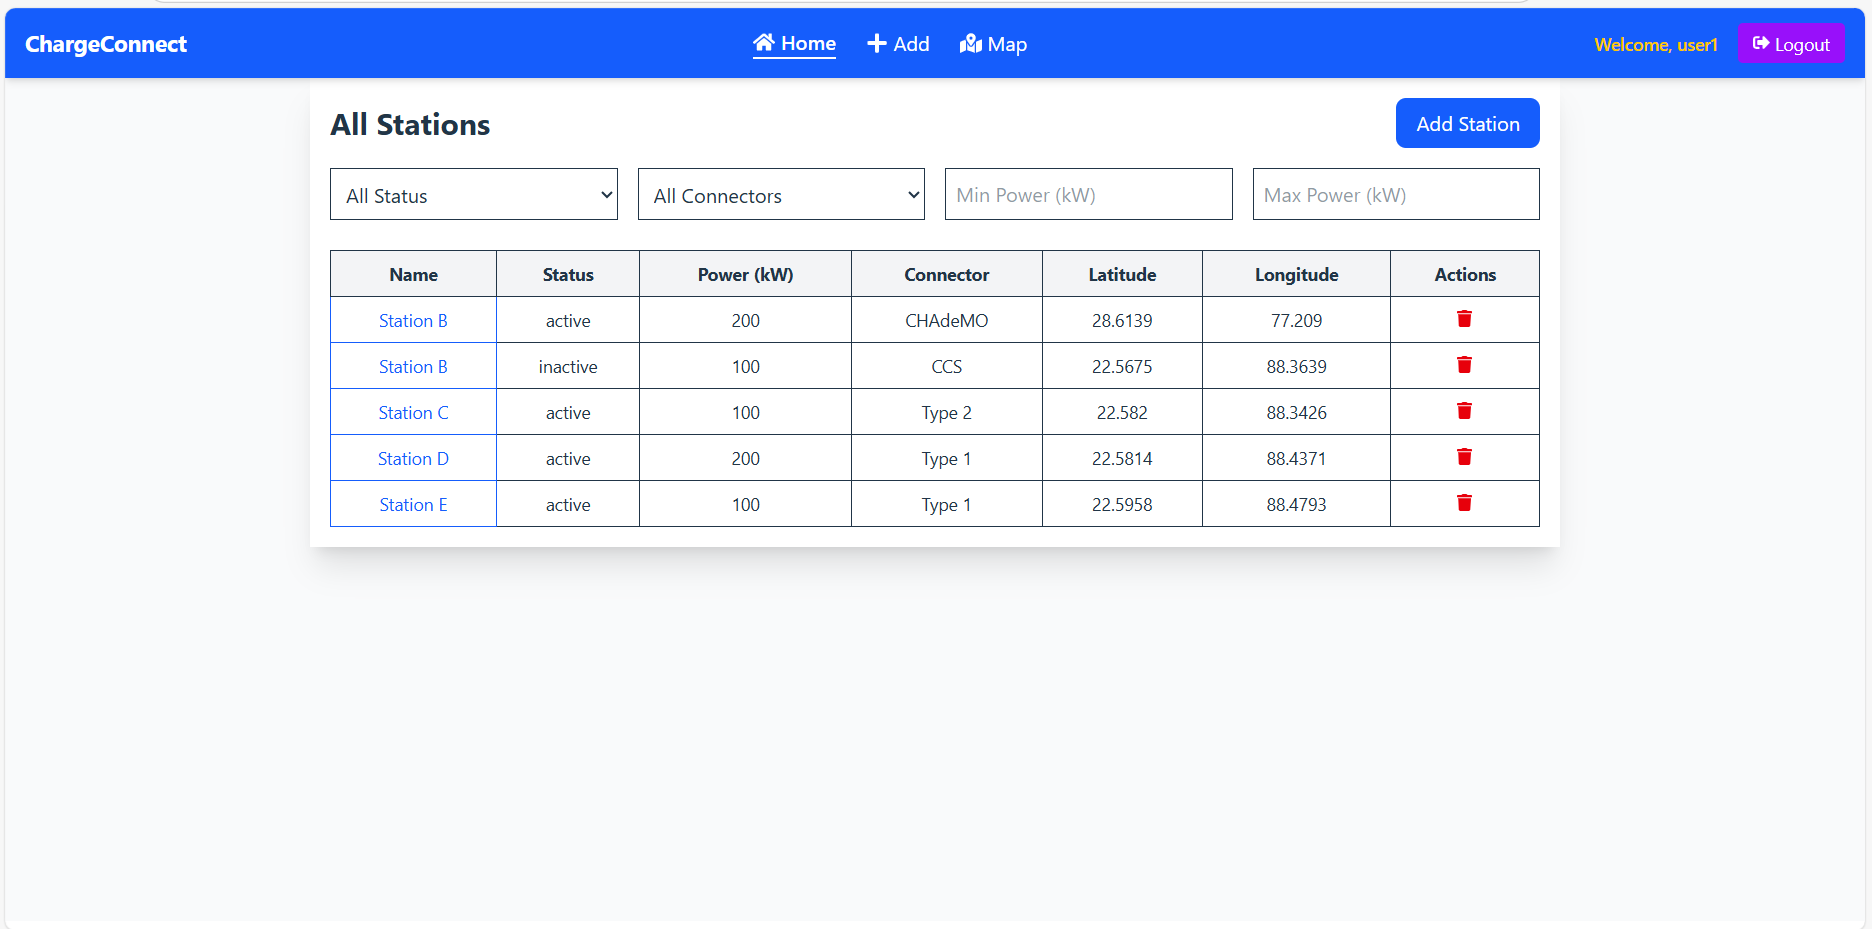 ChargeConnect Home Add Map Welcome, user1 Logout
All Stations Add Station
All Status All Connectors Min Power (kW) Max Power (kW)
Name Status Power (kW) Connector Latitude Longitude Actions
Station B active 200 CHAdeMO 28.6139 77.209
Station B inactive 100 CCS 22.5675 88.3639
Station C active 100 Type 2 22.582 88.3426
Station D active 200 Type 1 22.5814 88.4371
Station E active 100 Type 1 22.5958 88.4793